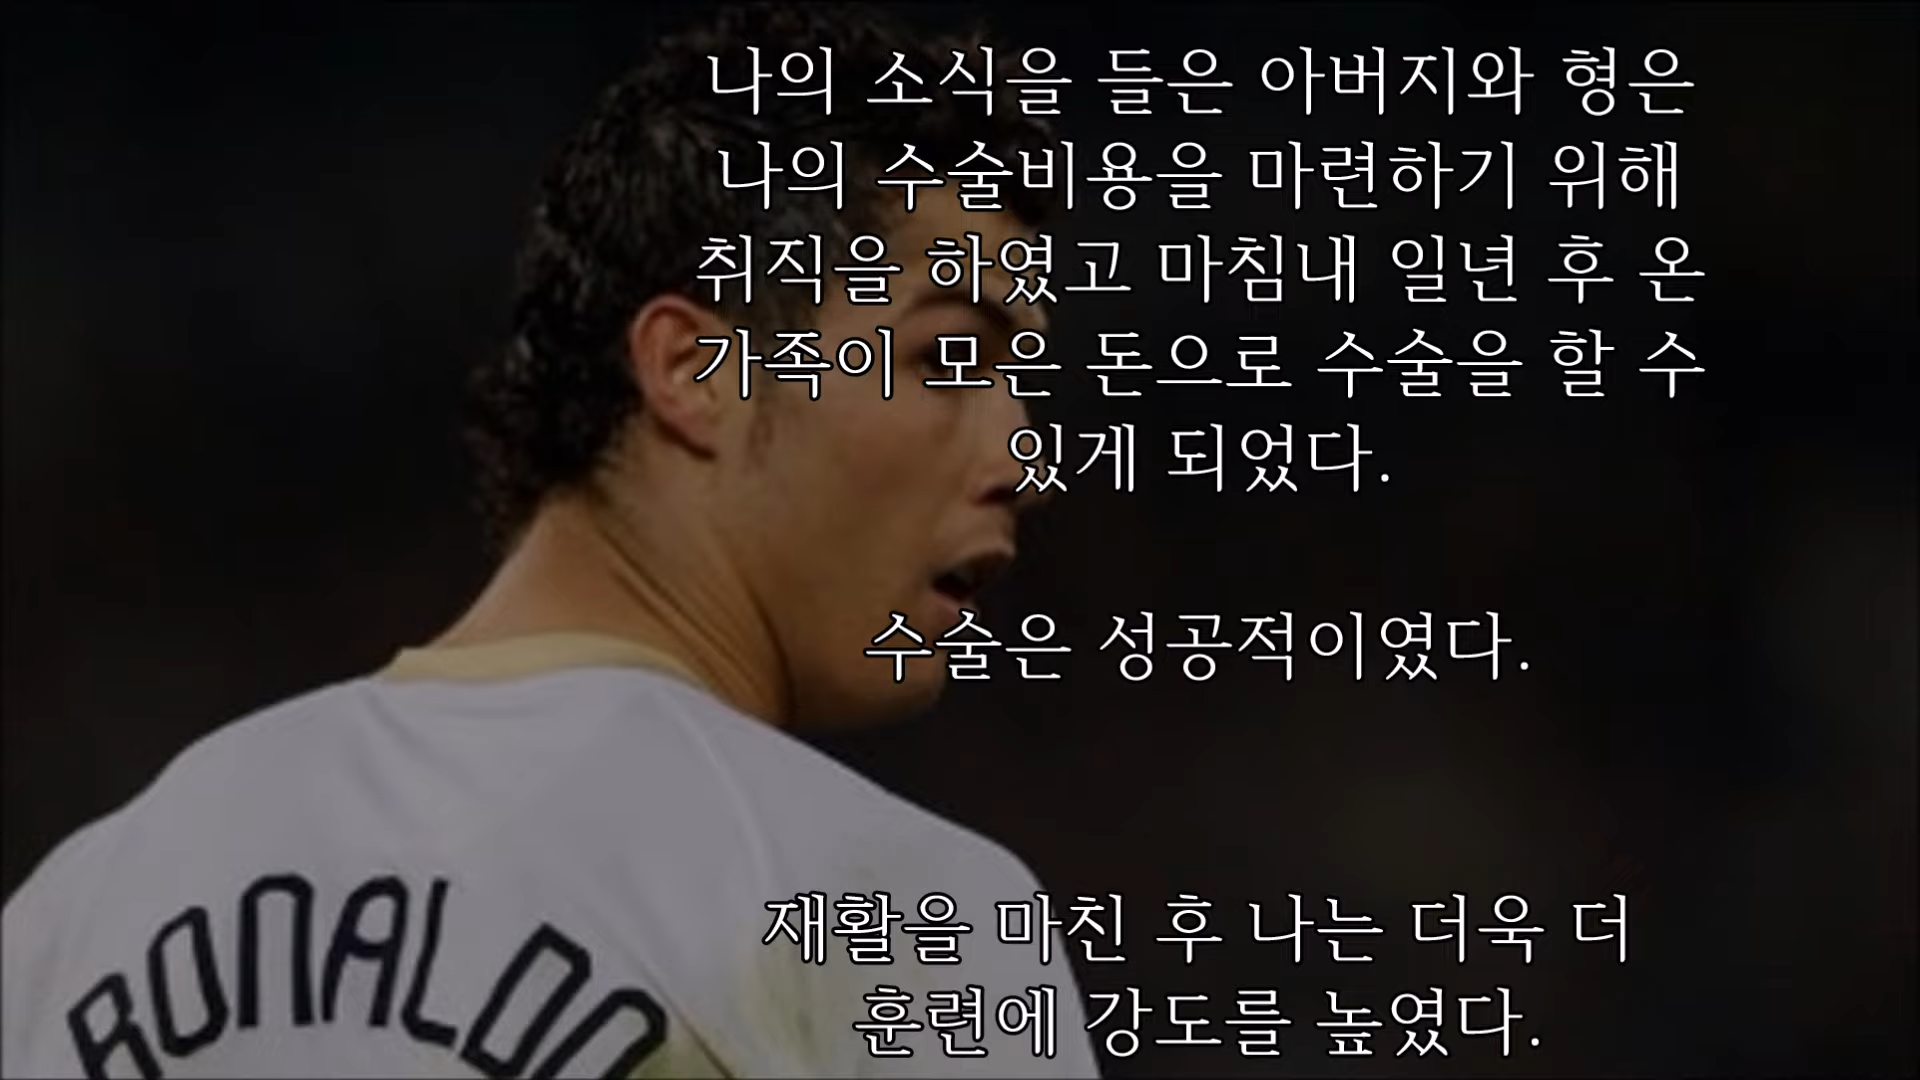 나의 소식을 들은 아버지와 형은
나의 수술비용을 마련하기 위해
취직을 하였고 마침내 일년 후 온
가족이 모은 돈으로 수술을 할 수
있게 되었다.
수술은 성공적이였다.
재활을 마친 후 나는 더욱 더
훈련에 강도를 높였다.
RONALDO